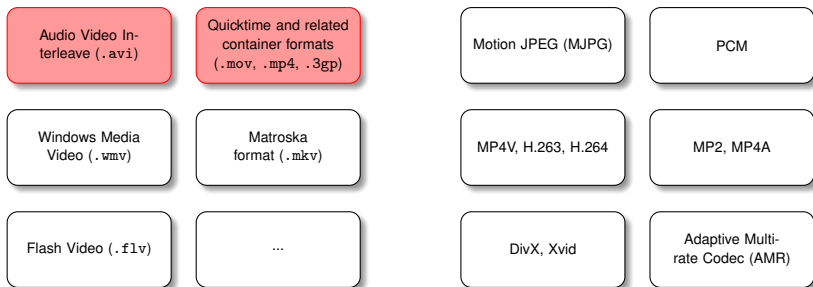 Audio Video In-
terleave (.avi)
Quicktime and related
container formats
(.mov, .mp4, .3gp)
Motion JPEG (MJPG)
PCM
Windows Media
Video (.wmv)
Matroska
format (.mkv)
MP4V, H.263, H.264
MP2, MP4A
Flash Video (.flv)
...
DivX, Xvid
Adaptive Multi-
rate Codec (AMR)